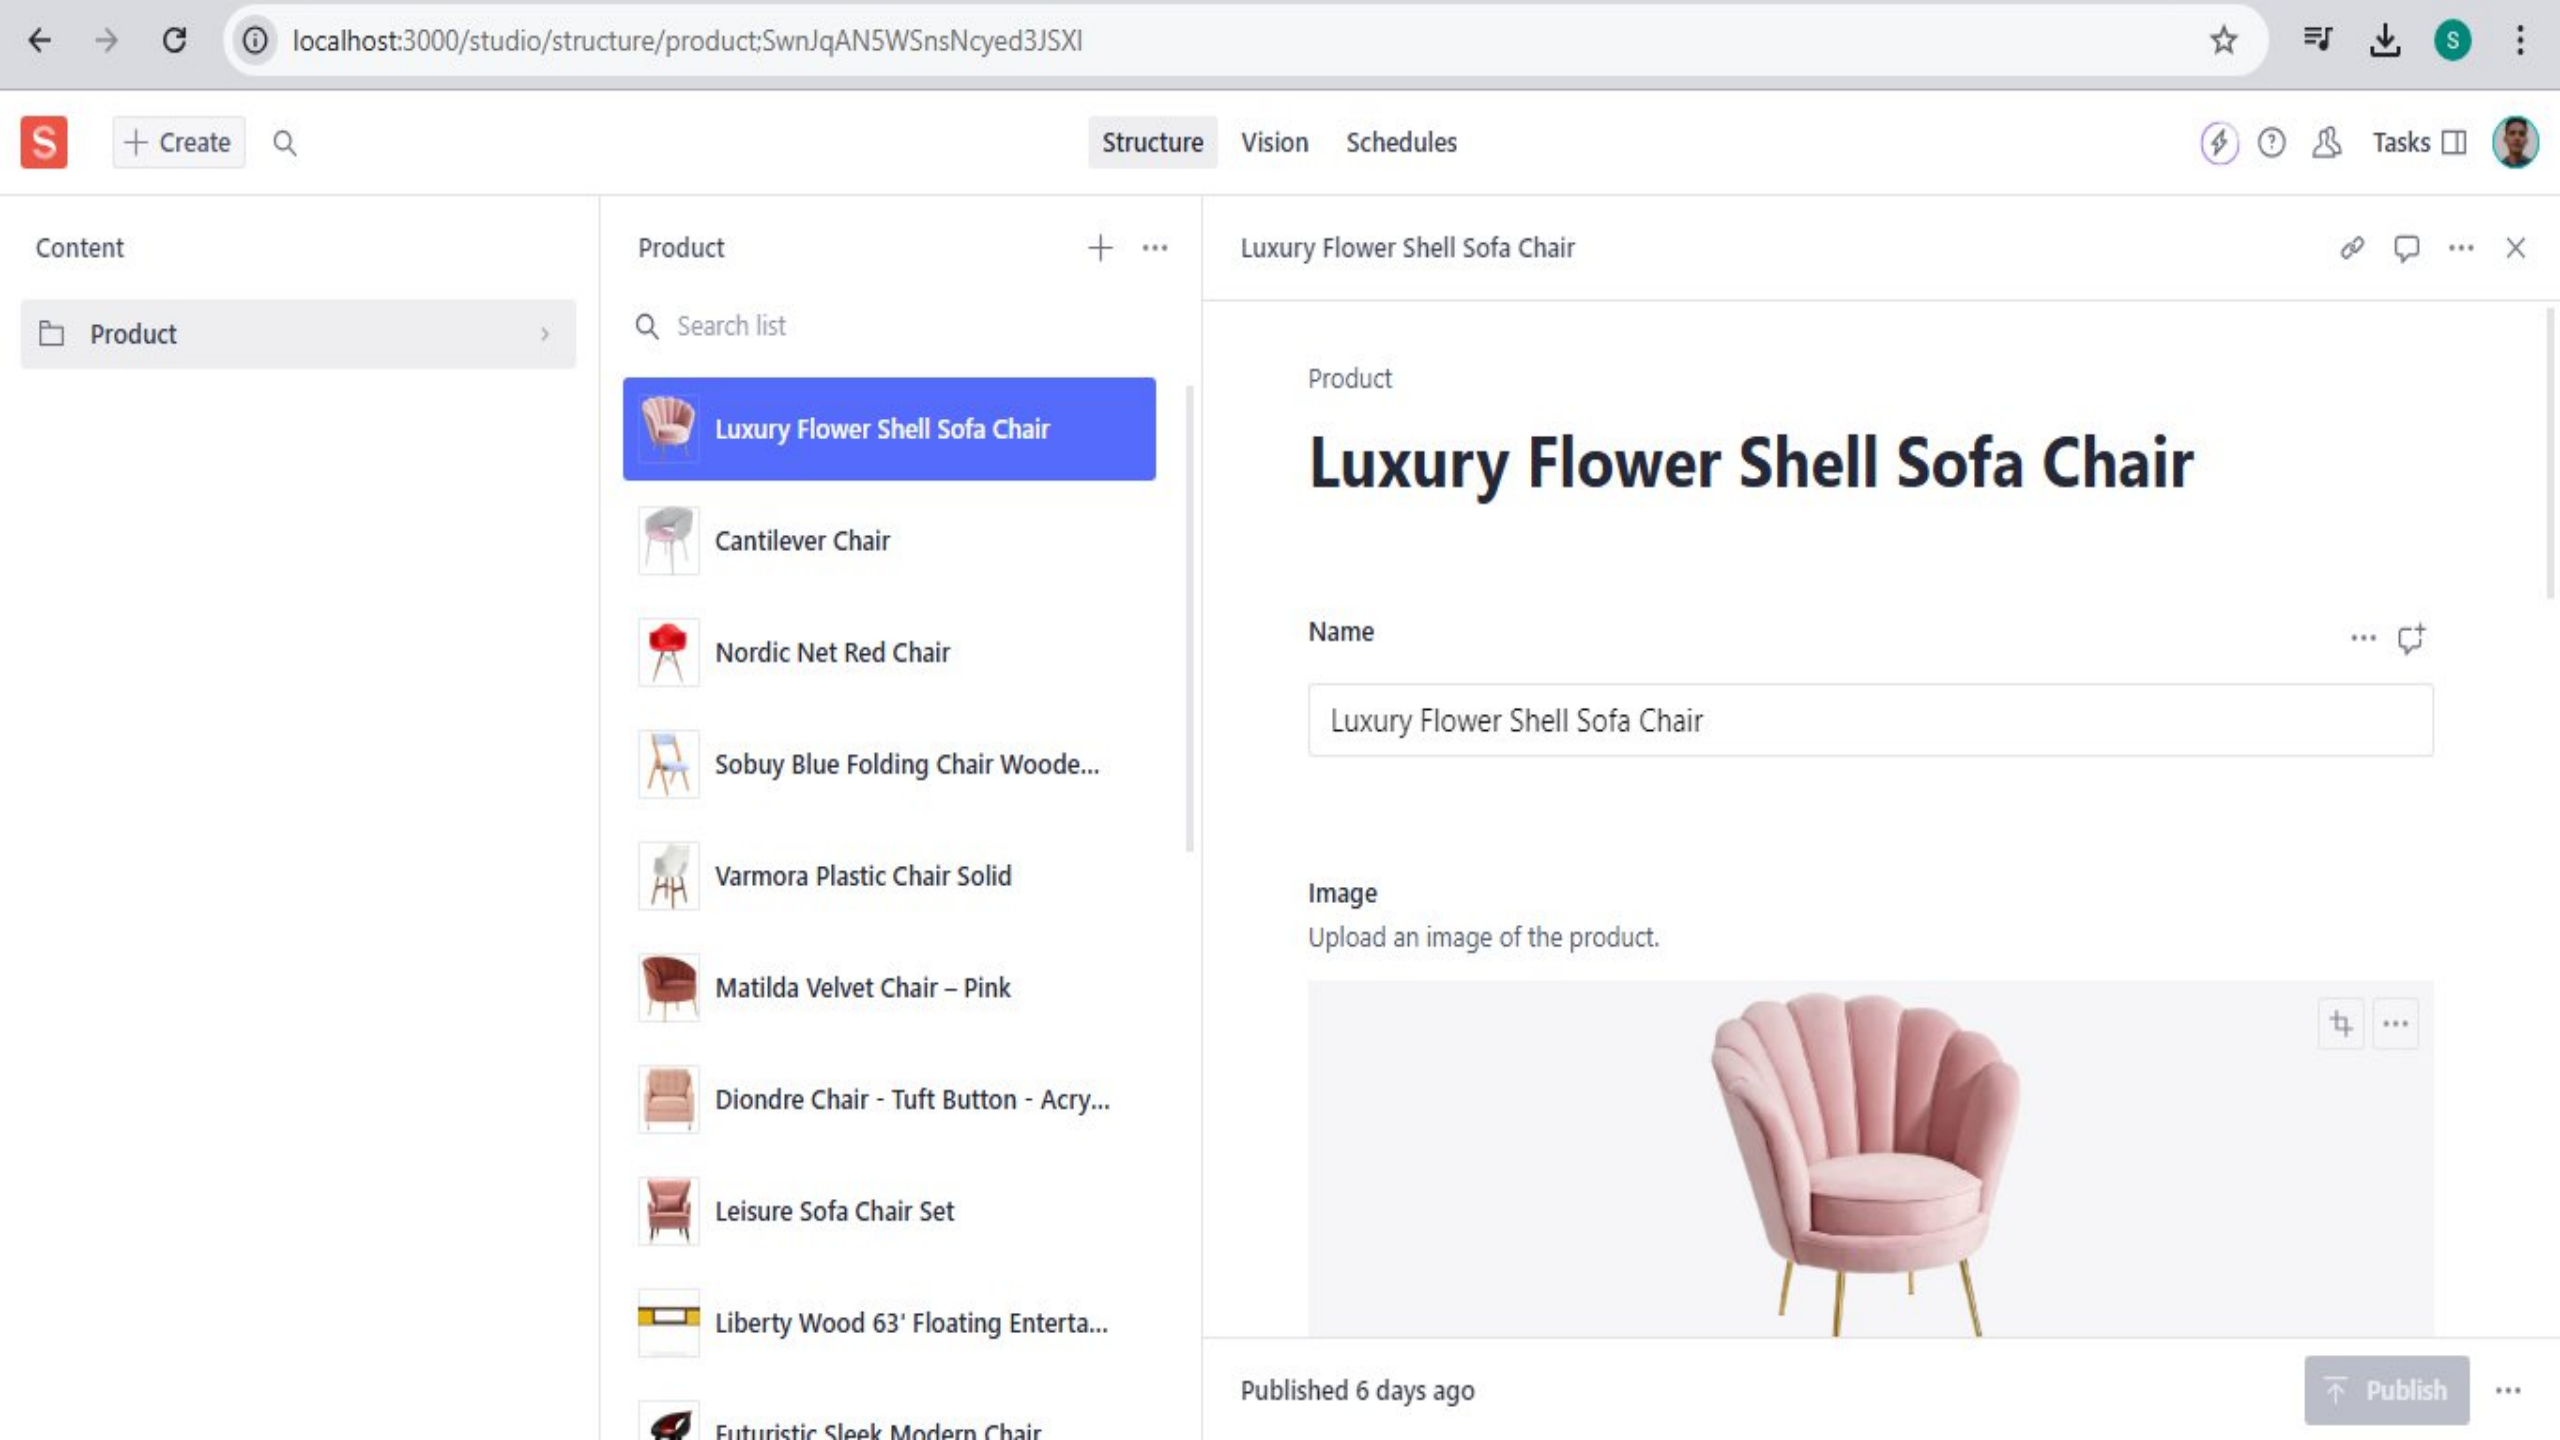 localhost:3000/studio/structure/product;SwnJqAN5WSnsNcyed3JSXl
S
S
Create
Structure
Vision
Schedules
Tasks
Content
Product
Product
Search list
Luxury Flower Shell Sofa Chair
Cantilever Chair
Nordic Net Red Chair
Sobuy Blue Folding Chair Woode...
Varmora Plastic Chair Solid
Matilda Velvet Chair – Pink
Diondre Chair - Tuft Button - Acry...
Leisure Sofa Chair Set
Liberty Wood 63' Floating Enterta...
Futuristic Sleek Modern Chair
Luxury Flower Shell Sofa Chair
Product
Luxury Flower Shell Sofa Chair
Name
Luxury Flower Shell Sofa Chair
Image
Upload an image of the product.
Published 6 days ago
Publish